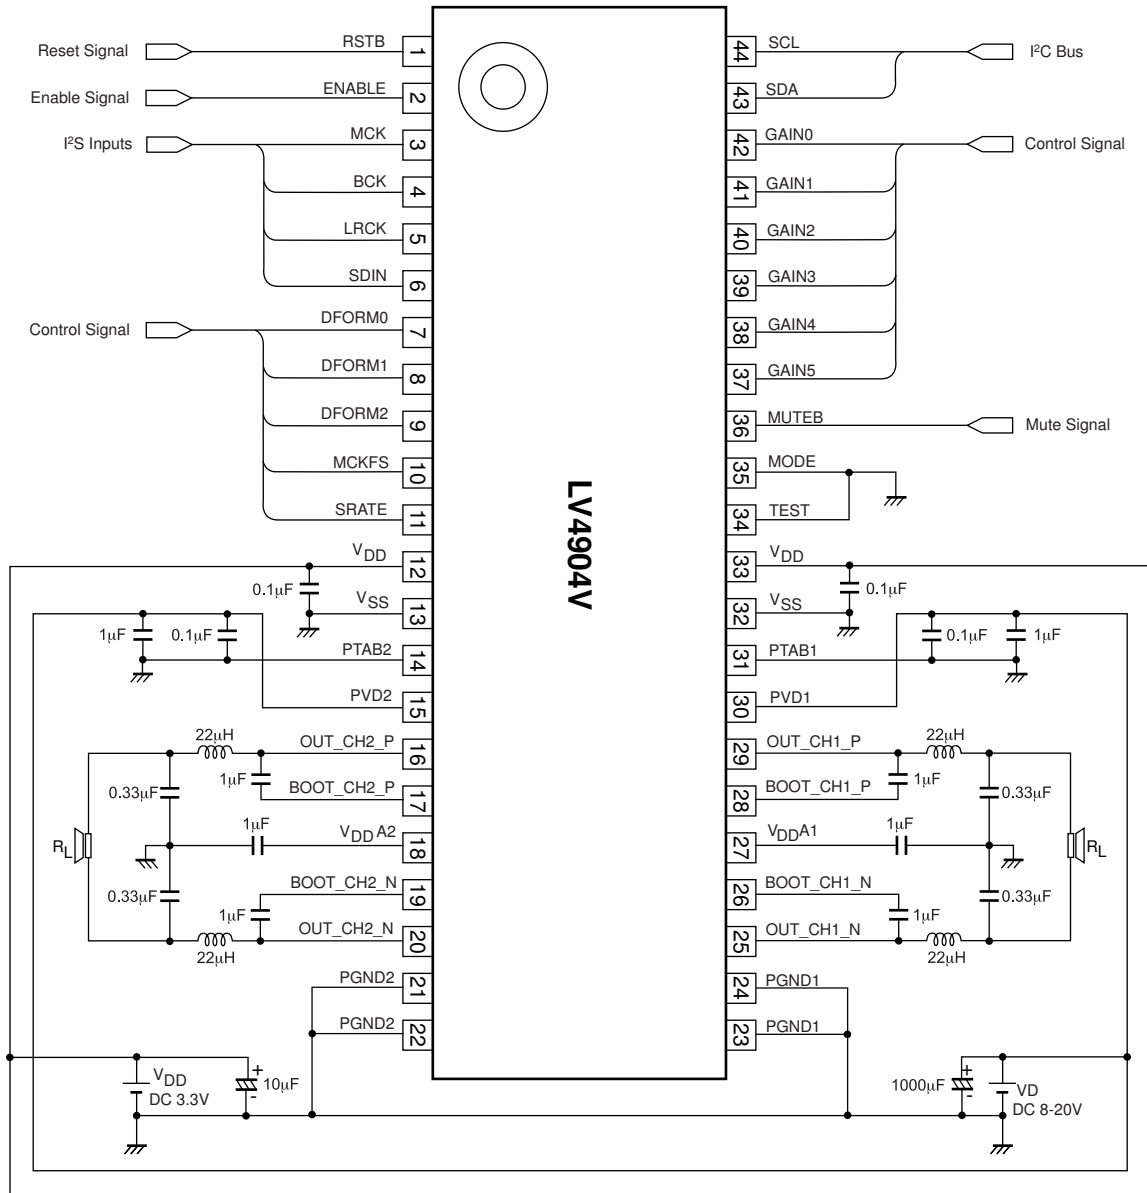 Reset Signal
RSTB
1
Enable Signal
ENABLE
2
I²S Inputs
MCK
3
BCK
4
LRCK
5
SDIN
6
Control Signal
DFORM0
7
DFORM1
8
DFORM2
9
MCKFS
10
SRATE
11
VDD
12
0.1µF
VSS
13
1µF
0.1µF
PTAB2
14
PVD2
15
22µH
OUT_CH2_P
16
1µF
BOOT_CH2_P
17
0.33µF
1µF
VDD A2
18
RL
0.33µF
BOOT_CH2_N
19
1µF
OUT_CH2_N
20
22µH
PGND2
21
PGND2
22
VDD
DC 3.3V
+
10µF
-
LV4904V
44
SCL
I²C Bus
43
SDA
42
GAIN0
Control Signal
41
GAIN1
40
GAIN2
39
GAIN3
38
GAIN4
37
GAIN5
36
MUTEB
Mute Signal
35
MODE
34
TEST
33
VDD
0.1µF
32
VSS
0.1µF
1µF
31
PTAB1
30
PVD1
29
OUT_CH1_P
22µH
1µF
28
BOOT_CH1_P
0.33µF
27
VDDA1
1µF
RL
26
BOOT_CH1_N
0.33µF
1µF
25
OUT_CH1_N
22µH
24
PGND1
23
PGND1
1000µF
+
-
VD
DC 8-20V